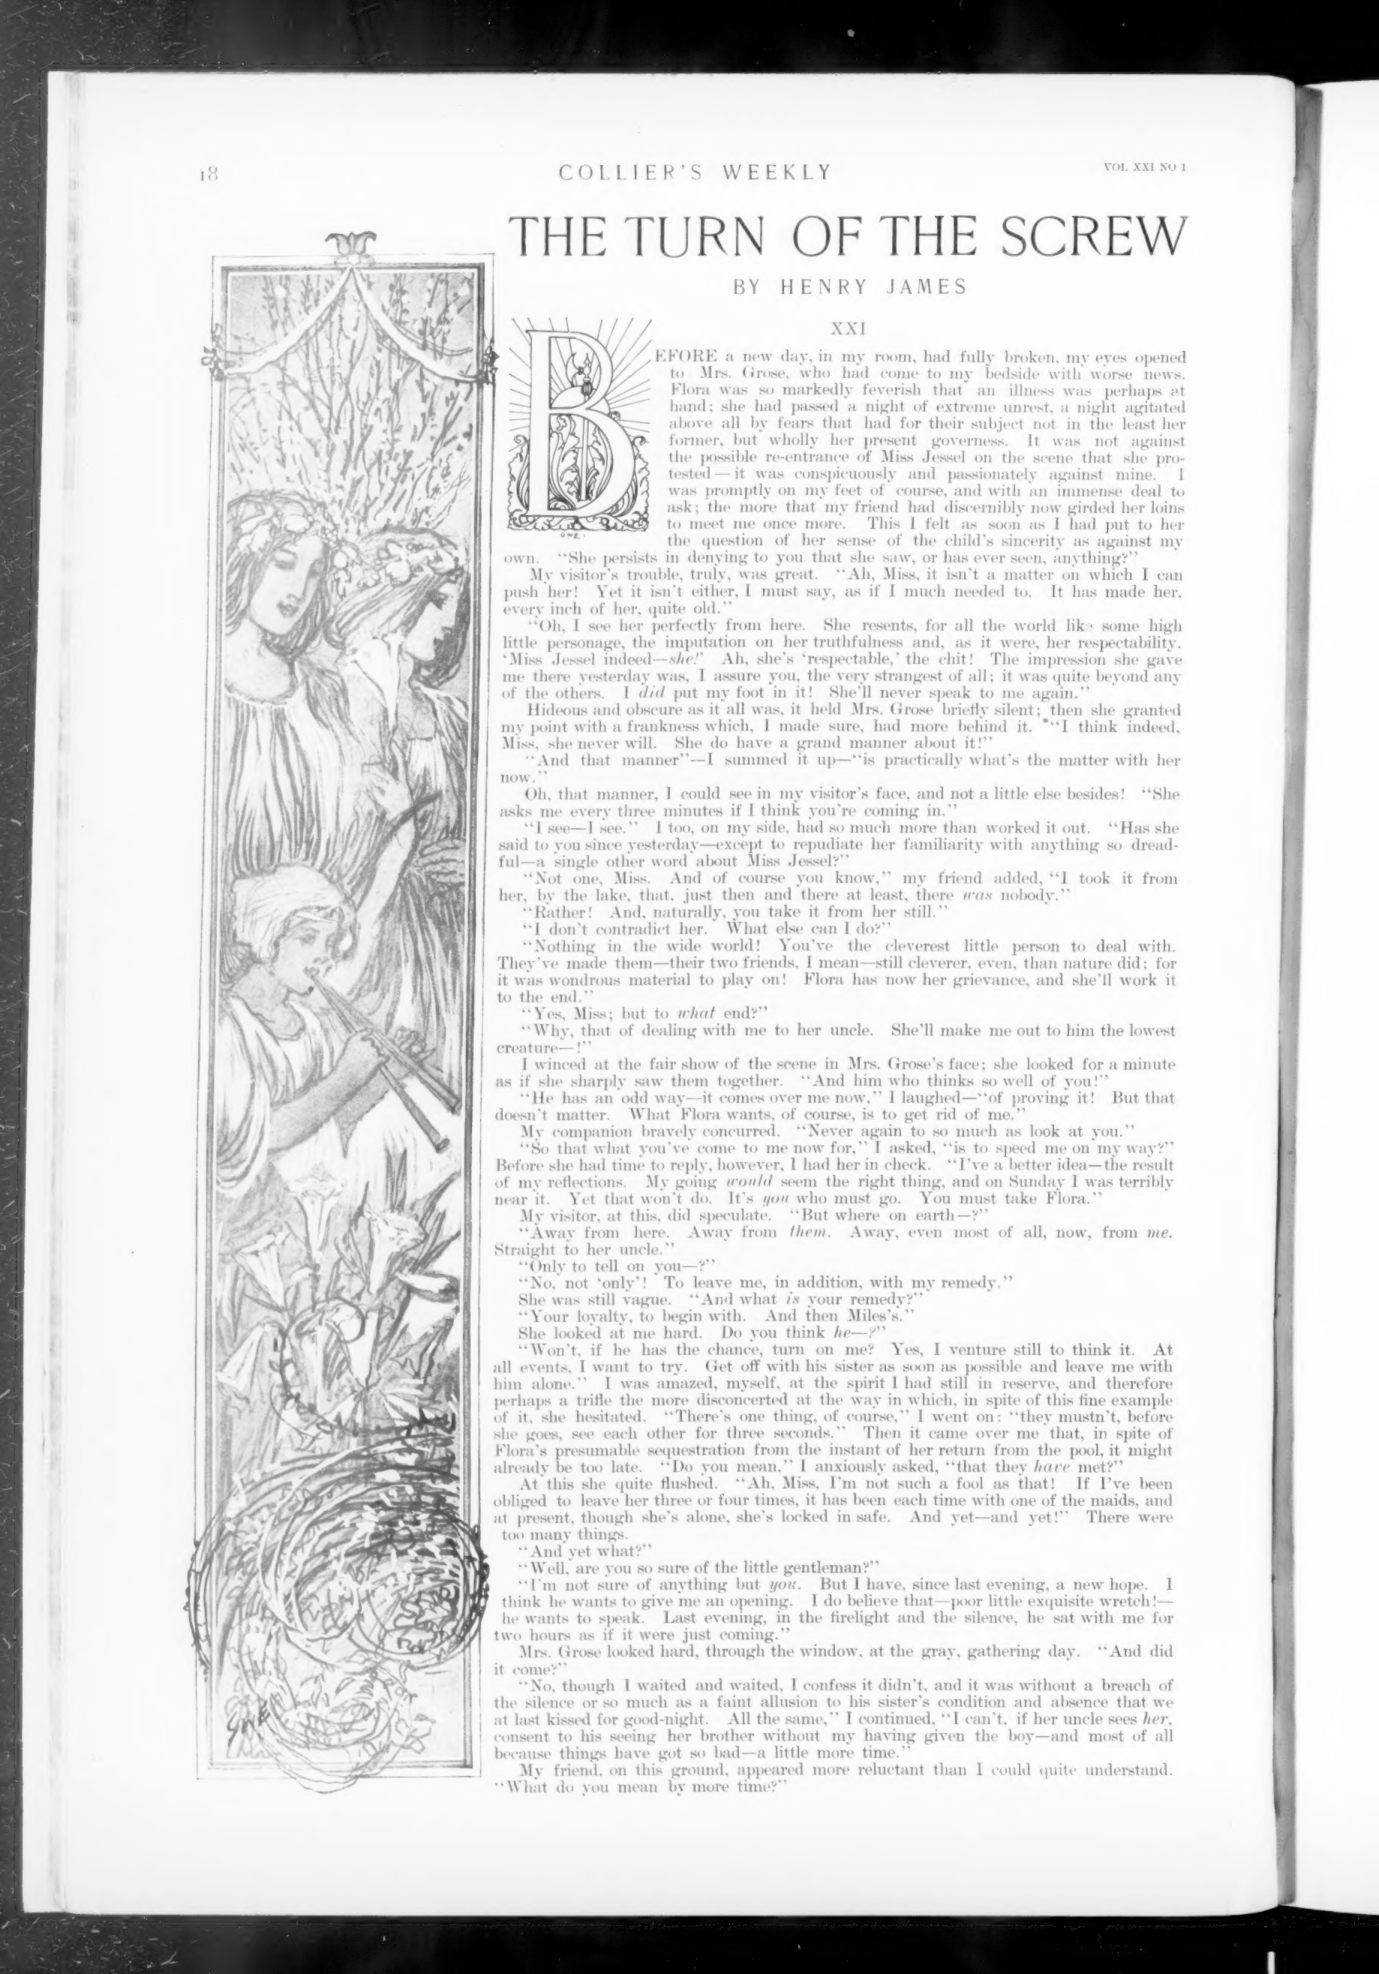 18
COLLIER'S WEEKLY
VOL XXI NO 1
THE TURN OF THE SCREW
BY HENRY JAMES
XXI
BEFORE a new day, in my room, had fully broken, my eyes opened
to Mrs. Grose, who had come to my bedside with worse news.
Flora was so markedly feverish that an illness was perhaps at
hand; she had passed a night of extreme unrest, a night agitated
above all by fears that had for their subject not in the least her
former, but wholly her present governess. It was not against
the possible re-entrance of Miss Jessel on the scene that she pro-
tested—it was conspicuously and passionately against mine. I
was promptly on my feet of course, and with an immense deal to
ask; the more that my friend had discernibly now girded her loins
to meet me once more. This I felt as soon as I had put to her
the question of her sense of the child's sincerity as against my
own. "She persists in denying to you that she saw, or has ever seen, anything?"
My visitor's trouble, truly, was great. "Ah, Miss, it isn't a matter on which I can
push her! Yet it isn't either, I must say, as if I much needed to. It has made her,
every inch of her, quite old."
"Oh, I see her perfectly from here. She resents, for all the world like some high
little personage, the imputation on her truthfulness and, as it were, her respectability.
'Miss Jessel indeed—she!' Ah, she's 'respectable,' the chit! The impression she gave
me there yesterday was, I assure you, the very strangest of all; it was quite beyond any
of the others. I did put my foot in it! She'll never speak to me again."
Hideous and obscure as it all was, it held Mrs. Grose briefly silent; then she granted
my point with a frankness which, I made sure, had more behind it. "I think indeed,
Miss, she never will. She do have a grand manner about it!"
"And that manner"—I summed it up—"is practically what's the matter with her
now."
Oh, that manner, I could see in my visitor's face, and not a little else besides! "She
asks me every three minutes if I think you're coming in."
"I see—I see." I too, on my side, had so much more than worked it out. "Has she
said to you since yesterday—except to repudiate her familiarity with anything so dread-
ful—a single other word about Miss Jessel?"
"Not one, Miss. And of course you know," my friend added, "I took it from
her, by the lake, that, just then and there at least, there was nobody."
"Rather! And, naturally, you take it from her still."
"I don't contradict her. What else can I do?"
"Nothing in the wide world! You've the cleverest little person to deal with.
They've made them—their two friends, I mean—still cleverer, even, than nature did; for
it was wondrous material to play on! Flora has now her grievance, and she'll work it
to the end."
"Yes, Miss; but to what end?"
"Why, that of dealing with me to her uncle. She'll make me out to him the lowest
creature—!"
I winced at the fair show of the scene in Mrs. Grose's face; she looked for a minute
as if she sharply saw them together. "And him who thinks so well of you!"
"He has an odd way—it comes over me now," I laughed—"of proving it! But that
doesn't matter. What Flora wants, of course, is to get rid of me."
My companion bravely concurred. "Never again to so much as look at you."
"So that what you've come to me now for," I asked, "is to speed me on my way?"
Before she had time to reply, however, I had her in check. "I've a better idea—the result
of my reflections. My going would seem the right thing, and on Sunday I was terribly
near it. Yet that won't do. It's you who must go. You must take Flora."
My visitor, at this, did speculate. "But where on earth—?"
"Away from here. Away from them. Away, even most of all, now, from me.
Straight to her uncle."
"Only to tell on you—?"
"No, not 'only'! To leave me, in addition, with my remedy."
She was still vague. "And what is your remedy?"
"Your loyalty, to begin with. And then Miles's."
She looked at me hard. Do you think he—?"
"Won't, if he has the chance, turn on me? Yes, I venture still to think it. At
all events, I want to try. Get off with his sister as soon as possible and leave me with
him alone." I was amazed, myself, at the spirit I had still in reserve, and therefore
perhaps a trifle the more disconcerted at the way in which, in spite of this fine example
of it, she hesitated. "There's one thing, of course," I went on: "they mustn't, before
she goes, see each other for three seconds." Then it came over me that, in spite of
Flora's presumable sequestration from the instant of her return from the pool, it might
already be too late. "Do you mean," I anxiously asked, "that they have met?"
At this she quite flushed. "Ah, Miss, I'm not such a fool as that! If I've been
obliged to leave her three or four times, it has been each time with one of the maids, and
at present, though she's alone, she's locked in safe. And yet—and yet!" There were
too many things.
"And yet what?"
"Well, are you so sure of the little gentleman?"
"I'm not sure of anything but you. But I have, since last evening, a new hope. I
think he wants to give me an opening. I do believe that—poor little exquisite wretch!—
he wants to speak. Last evening, in the firelight and the silence, he sat with me for
two hours as if it were just coming."
Mrs. Grose looked hard, through the window, at the gray, gathering day. "And did
it come?"
"No, though I waited and waited, I confess it didn't, and it was without a breach of
the silence or so much as a faint allusion to his sister's condition and absence that we
at last kissed for good-night. All the same," I continued, "I can't, if her uncle sees her,
consent to his seeing her brother without my having given the boy—and most of all
because things have got so bad—a little more time."
My friend, on this ground, appeared more reluctant than I could quite understand.
"What do you mean by more time?"